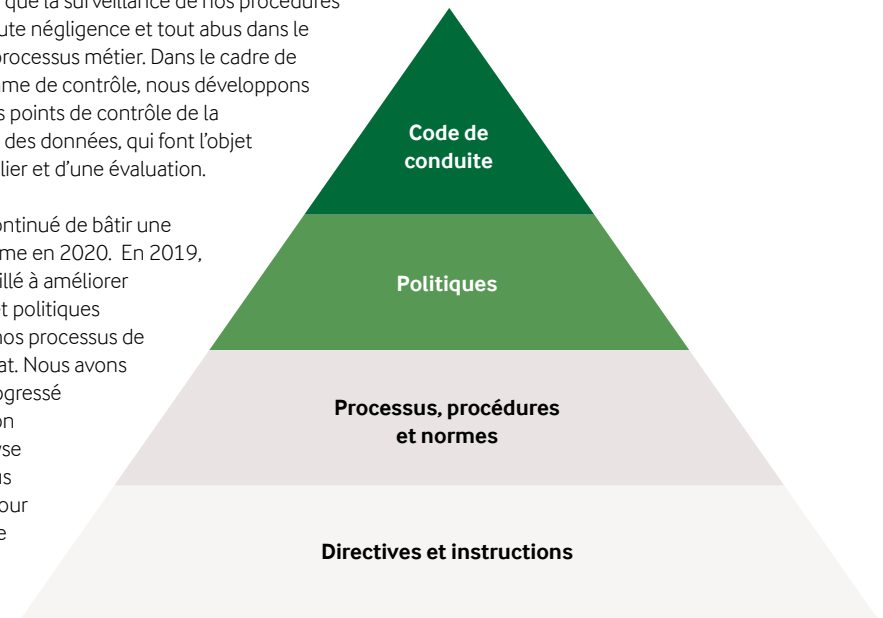 que la surveillance de nos procédures
ute négligence et tout abus dans le
processus métier. Dans le cadre de
me de contrôle, nous développons
s points de contrôle de la
des données, qui font l'objet
lier et d'une évaluation.
ontinué de bâtir une
me en 2020. En 2019,
illé à améliorer
et politiques
nos processus de
at. Nous avons
ogressé
on
yse
us
our
e
Code de
conduite
Politiques
Processus, procédures
et normes
Directives et instructions